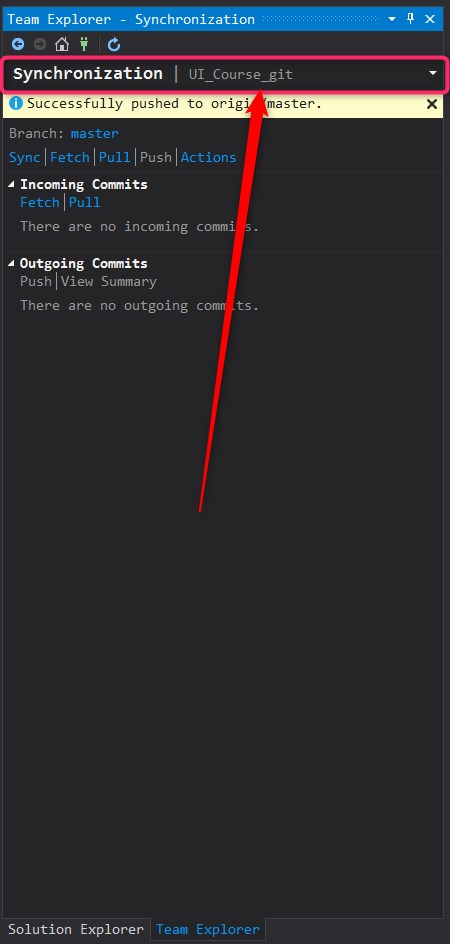 Team Explorer - Synchronization
Synchronization | UI_Course_git
Successfully pushed to origin/master.
Branch: master
Sync | Fetch | Pull | Push | Actions
Incoming Commits
Fetch | Pull
There are no incoming commits.
Outgoing Commits
Push | View Summary
There are no outgoing commits.
Solution Explorer Team Explorer